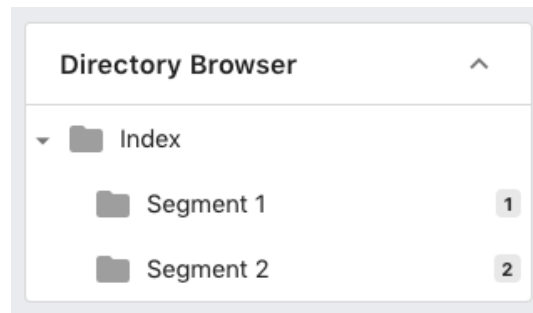 Directory Browser
Index
Segment 1 1
Segment 2 2